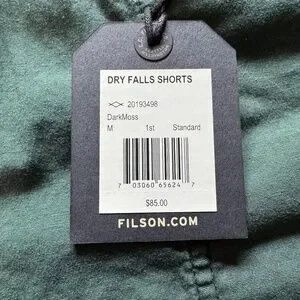 DRY FALLS SHORTS
20193498
DarkMoss
M 1st Standard
7 03060 65624 7
$85.00
FILSON.COM